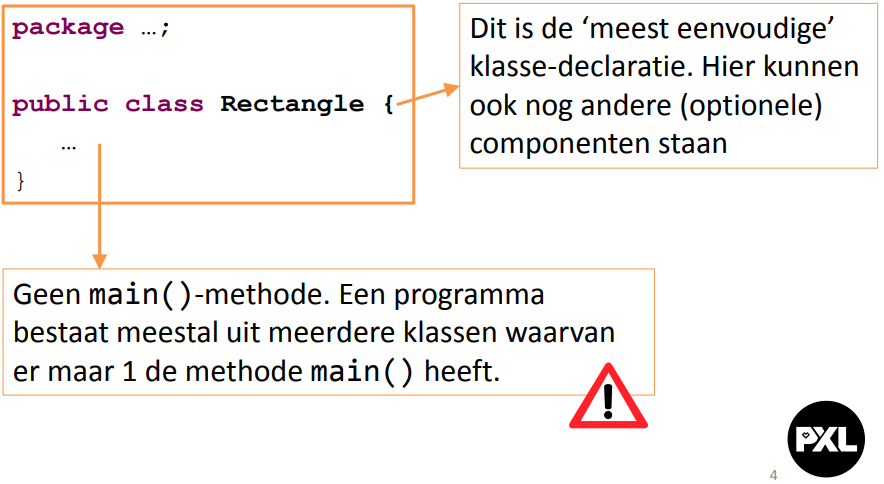 package …;
public class Rectangle {
…
}
Dit is de ‘meest eenvoudige’
klasse-declaratie. Hier kunnen
ook nog andere (optionele)
componenten staan
Geen main()-methode. Een programma
bestaat meestal uit meerdere klassen waarvan
er maar 1 de methode main() heeft.
!
PXL
4